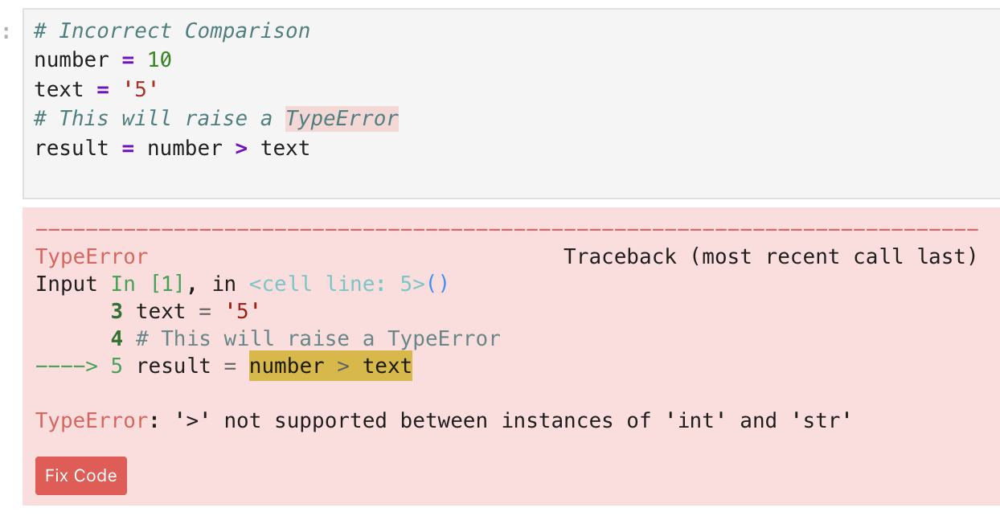 :
# Incorrect Comparison
number = 10
text = '5'
# This will raise a TypeError
result = number > text
---------------------------------------------------------------------------
TypeError                                 Traceback (most recent call last)
Input In [1], in <cell line: 5>()
      3 text = '5'
      4 # This will raise a TypeError
----> 5 result = number > text
TypeError: '>' not supported between instances of 'int' and 'str'
Fix Code